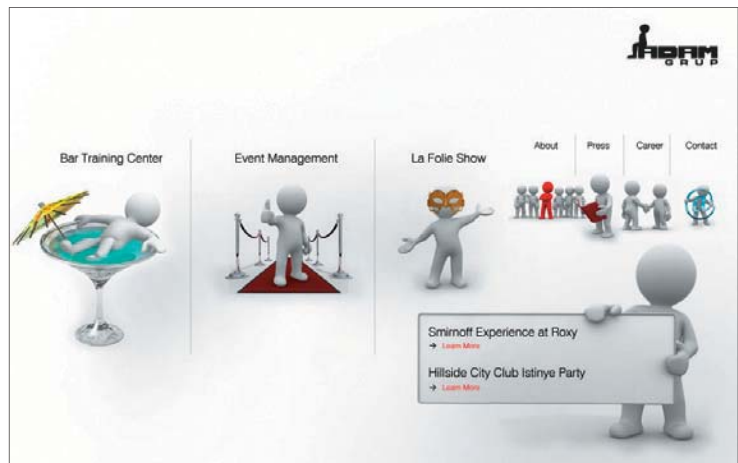 ADAM
GRUP
Bar Training Center
Event Management
La Folie Show
About
Press
Career
Contact
Smirnoff Experience at Roxy
→ Learn More
Hillside City Club Istinye Party
→ Learn More